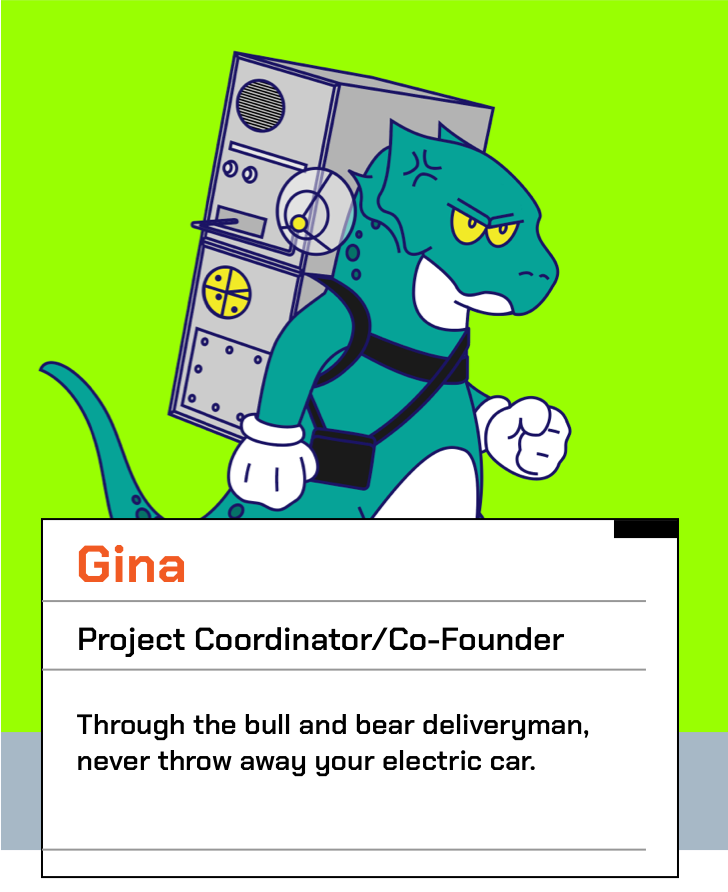 Gina
Project Coordinator/Co-Founder
Through the bull and bear deliveryman,
never throw away your electric car.